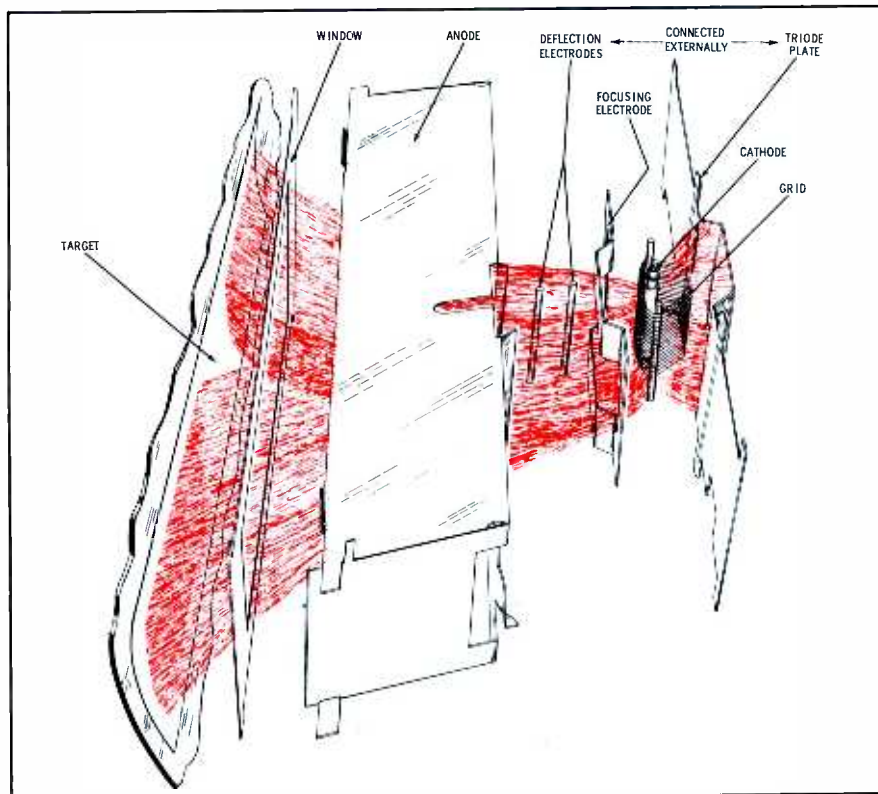 WINDOW
ANODE
DEFLECTION
ELECTRODES
CONNECTED
EXTERNALLY
TRIODE
PLATE
FOCUSING
ELECTRODE
CATHODE
GRID
TARGET